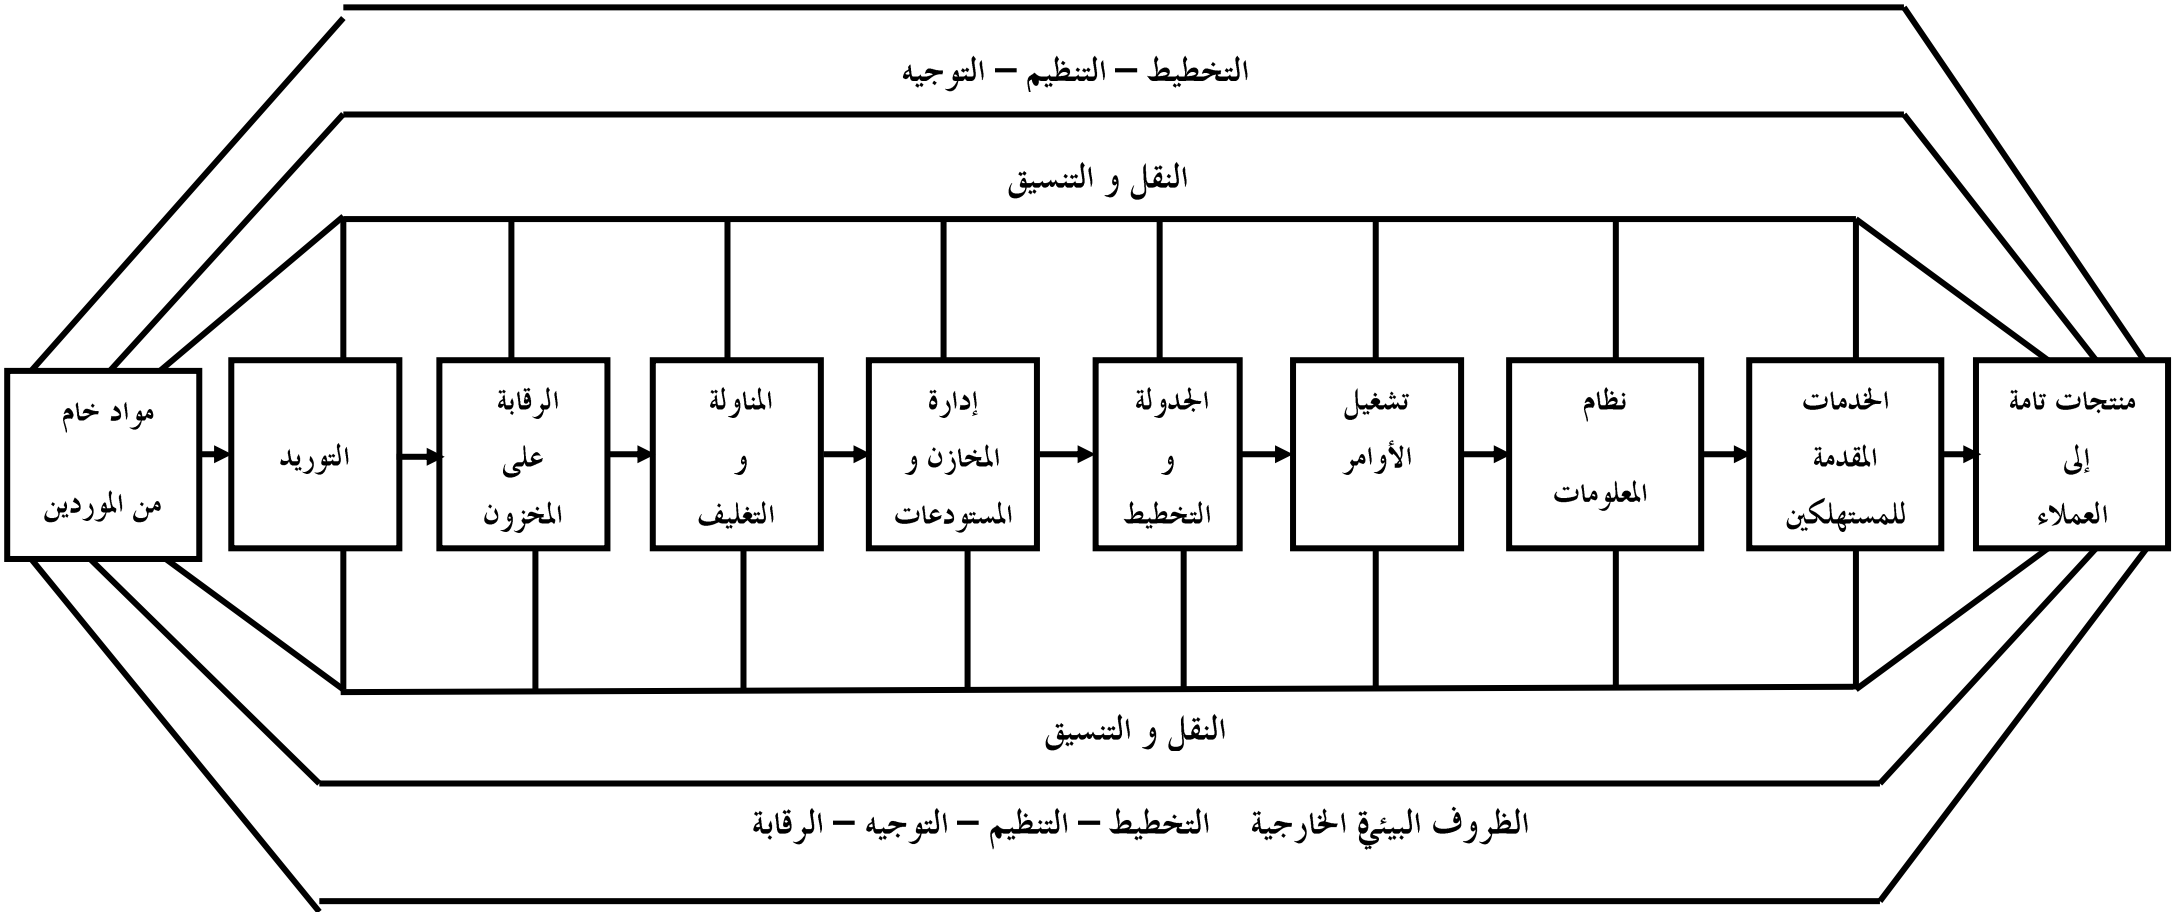 التخطيط – التنظيم – التوجيه
النقل و التنسيق
مواد خام
من الموردين
التوريد
الرقابة
على
المخزون
المناولة
و
التغليف
إدارة
المخازن و
المستودعات
الجدولة
و
التخطيط
تشغيل
الأوامر
نظام
المعلومات
الخدمات
المقدمة
للمستهلكين
منتجات تامة
إلى
العملاء
النقل و التنسيق
الظروف البيئية الخارجية التخطيط – التنظيم – التوجيه – الرقابة